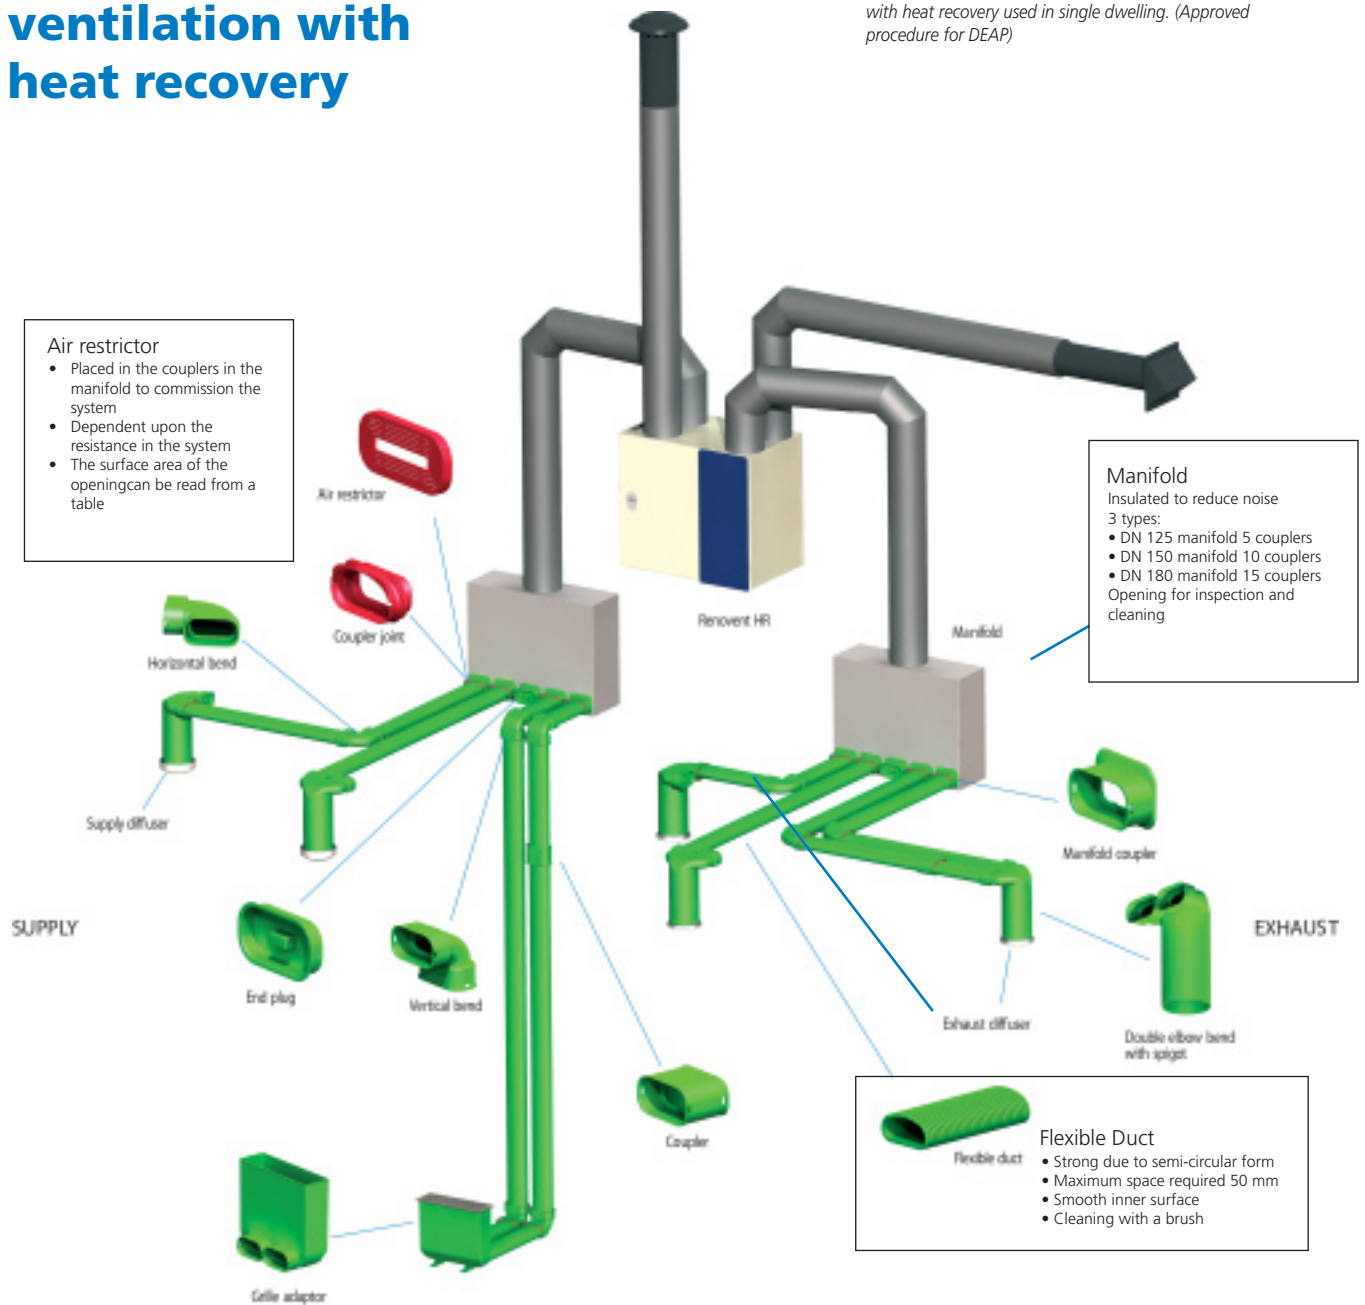 ventilation with
heat recovery
with heat recovery used in single dwelling. (Approved
procedure for DEAP)
Air restrictor
• Placed in the couplers in the
manifold to commission the
system
• Dependent upon the
resistance in the system
• The surface area of the
openingcan be read from a
table
Air restrictor
Coupler joint
Horizontal bend
Supply diffuser
SUPPLY
End plug
Vertical bend
Coupler
Grille adaptor
Renovent HR
Manifold
Manifold
Insulated to reduce noise
3 types:
• DN 125 manifold 5 couplers
• DN 150 manifold 10 couplers
• DN 180 manifold 15 couplers
Opening for inspection and
cleaning
Manifold coupler
EXHAUST
Exhaust diffuser
Double elbow bend
with spigot
Flexible duct
Flexible Duct
• Strong due to semi-circular form
• Maximum space required 50 mm
• Smooth inner surface
• Cleaning with a brush